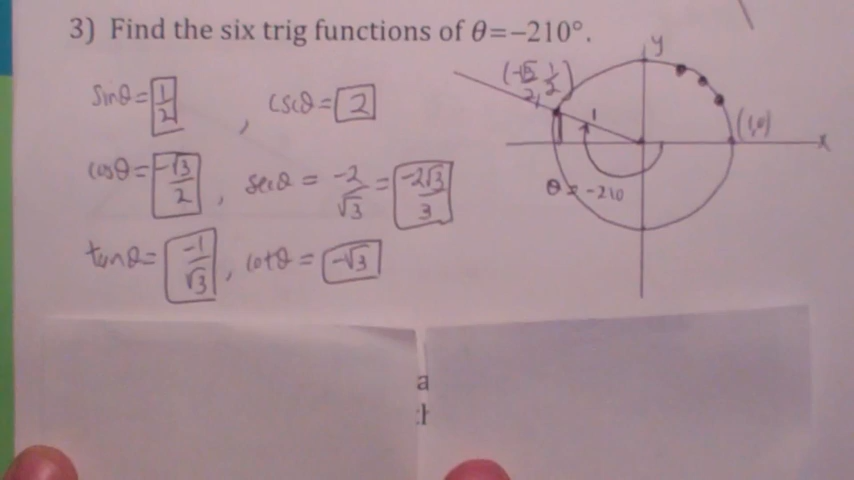 3) Find the six trig functions of θ=−210°.
sinθ = 1/2 , cscθ = 2
cosθ = -√3/2 , secθ = -2/√3 = -2√3/3
tanθ = -1/√3 , cotθ = -√3
y
(-√3/2, 1/2)
1
(1,0)
x
θ = -210
a